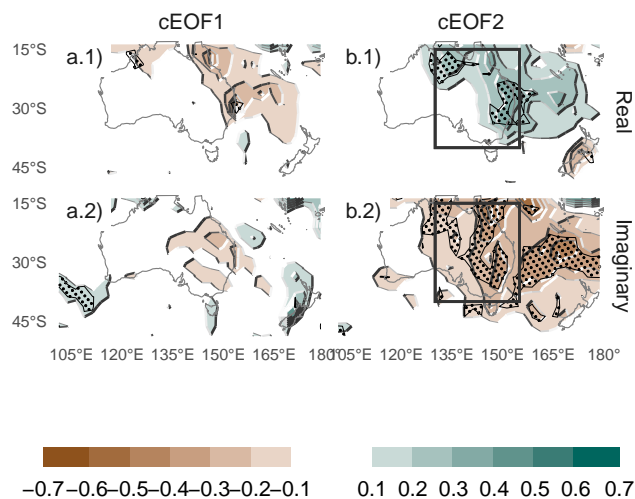 cEOF1 cEOF2
15°S a.1) b.1) Real
30°S
45°S
15°S a.2) b.2) Imaginary
30°S
45°S
105°E 120°E 135°E 150°E 165°E 180° 105°E 120°E 135°E 150°E 165°E 180°
−0.7 −0.6 −0.5 −0.4 −0.3 −0.2 −0.1 0.1 0.2 0.3 0.4 0.5 0.6 0.7